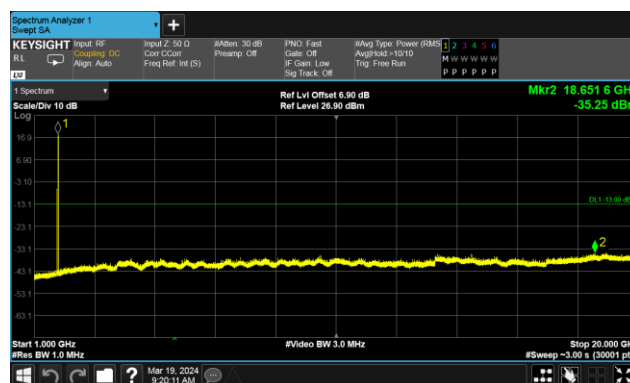 Spectrum Analyzer 1
Swept SA
+
KEYSIGHT Input: RF Input Z: 50 Ω #Atten: 30 dB PNO: Fast #Avg Type: Power (RMS 1 2 3 4 5 6
RL Coupling: DC Corr CCorr Preamp: Off Gate: Off Avg|Hold:>10/10 M W W W W W
Align: Auto Freq Ref: Int (S) IF Gain: Low Trig: Free Run
Sig Track: Off P P P P P P
LXI
1 Spectrum Ref Lvl Offset 6.90 dB Mkr2 18.651 6 GH
Scale/Div 10 dB Ref Level 26.90 dBm -35.25 dBm
Log
1
16.9
6.90
-3.10
-13.1 DL1 -13.00 dB
-23.1
-33.1 2
-43.1
-53.1
-63.1
Start 1.000 GHz #Video BW 3.0 MHz Stop 20.000 GH
#Res BW 1.0 MHz #Sweep ~3.00 s (30001 pt
? Mar 19, 2024
9:20:11 AM